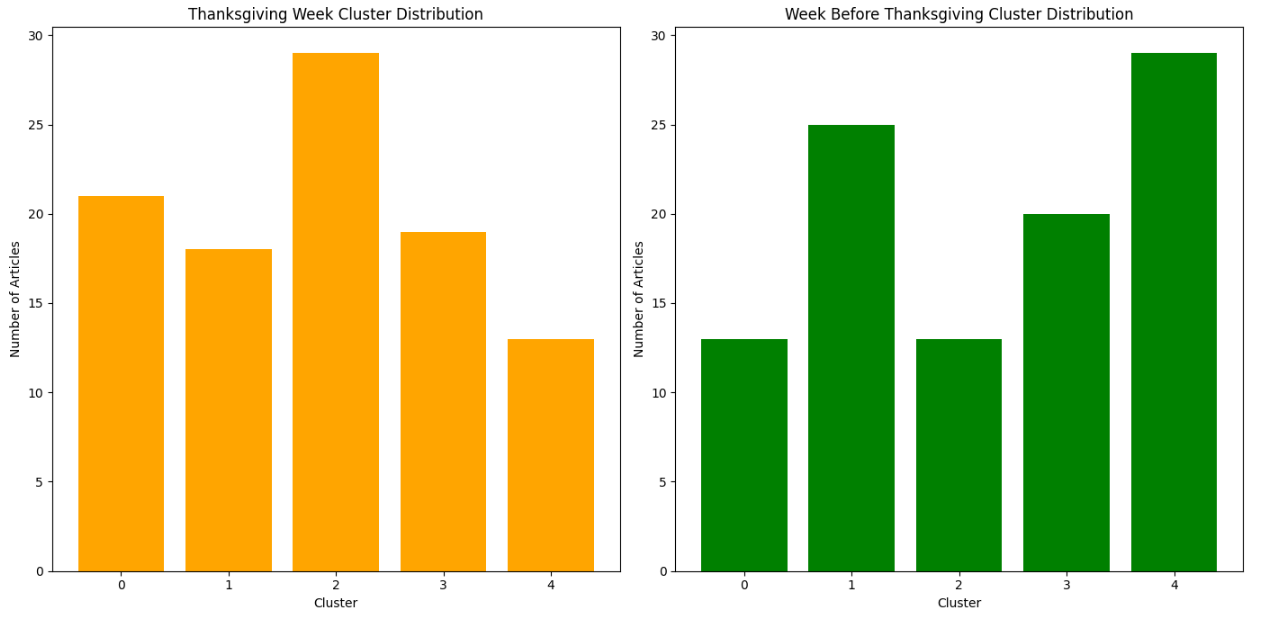 Thanksgiving Week Cluster Distribution
Number of Articles
30
25
20
15
10
5
0
0 1 2 3 4
Cluster
Week Before Thanksgiving Cluster Distribution
Number of Articles
30
25
20
15
10
5
0
0 1 2 3 4
Cluster